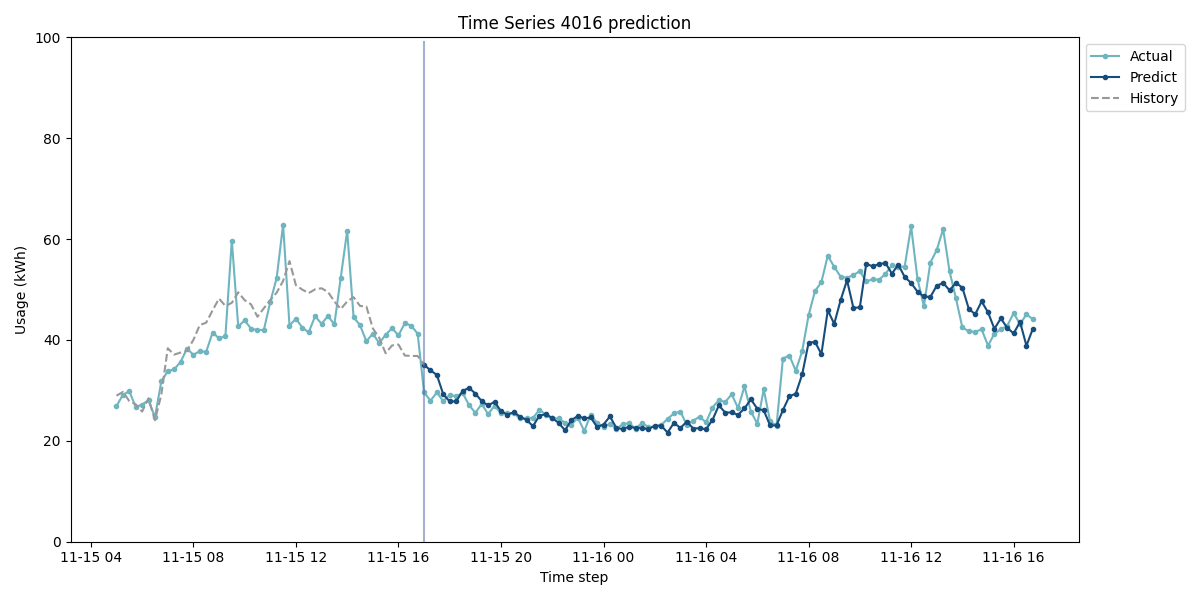 Time Series 4016 prediction
100
80
60
40
20
0
Usage (kWh)
11-15 04
11-15 08
11-15 12
11-15 16
11-15 20
11-16 00
11-16 04
11-16 08
11-16 12
11-16 16
Time step
Actual
Predict
History